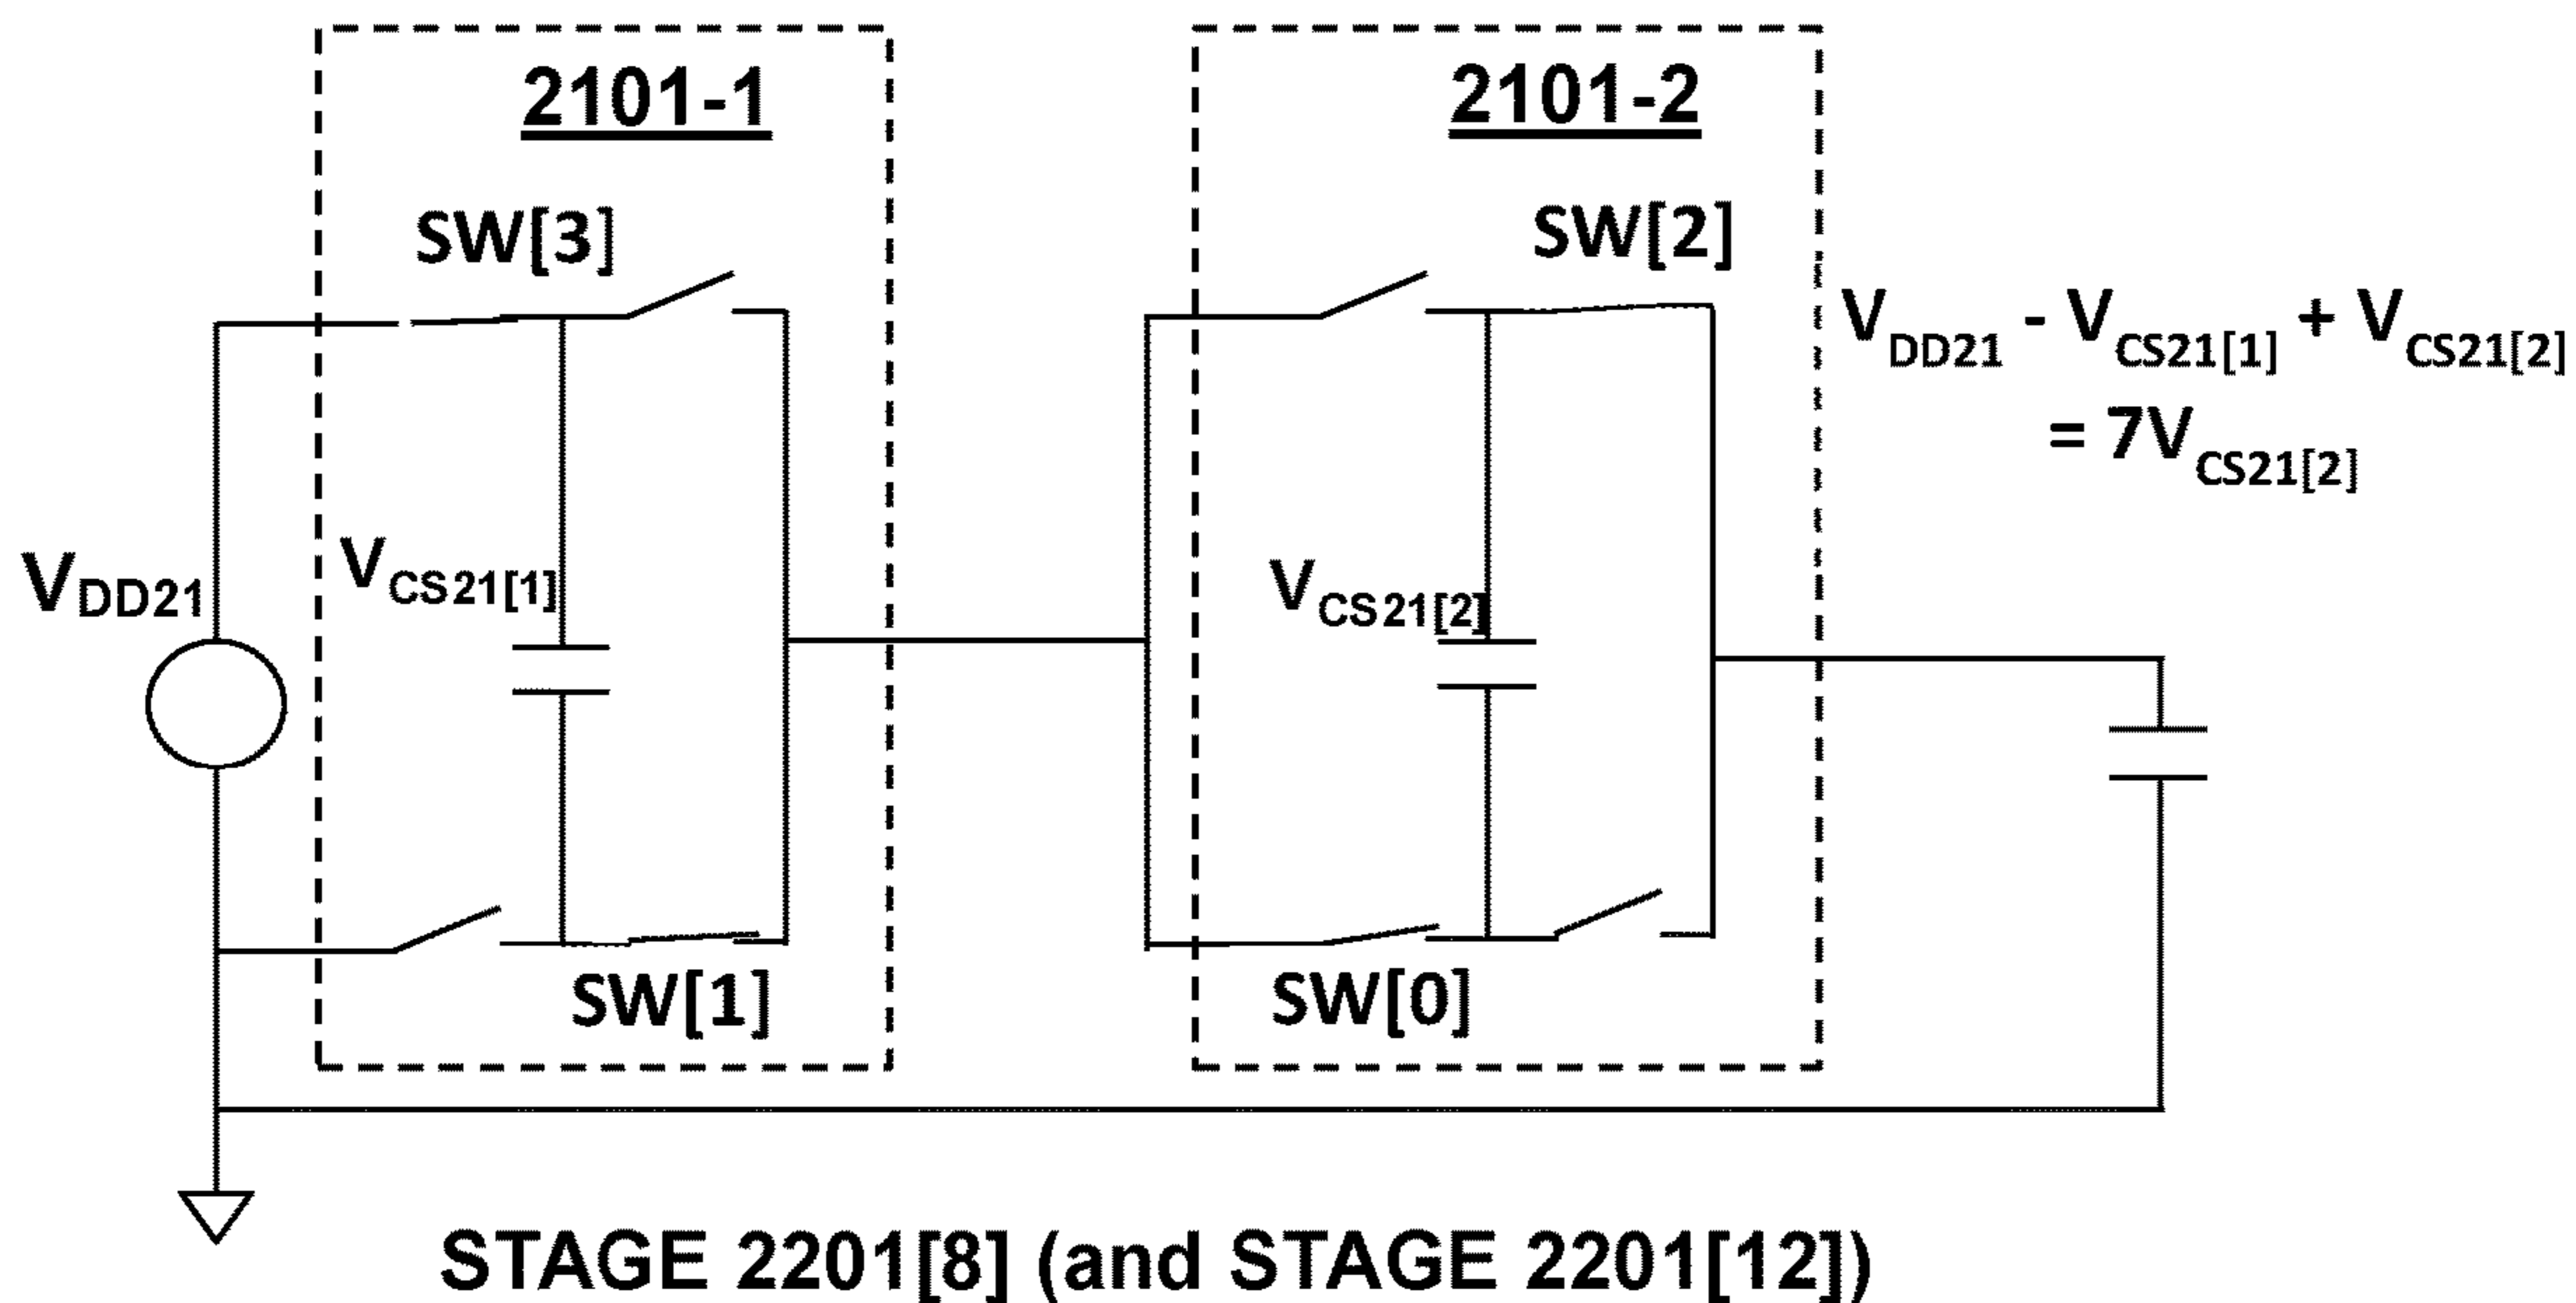 2101-1
2101-2
SW[3]
SW[2]
VDD21 - VCS21[1] + VCS21[2]
= 7VCS21[2]
VDD21
VCS21[1]
VCS21[2]
SW[1]
SW[0]
STAGE 2201[8] (and STAGE 2201[12])